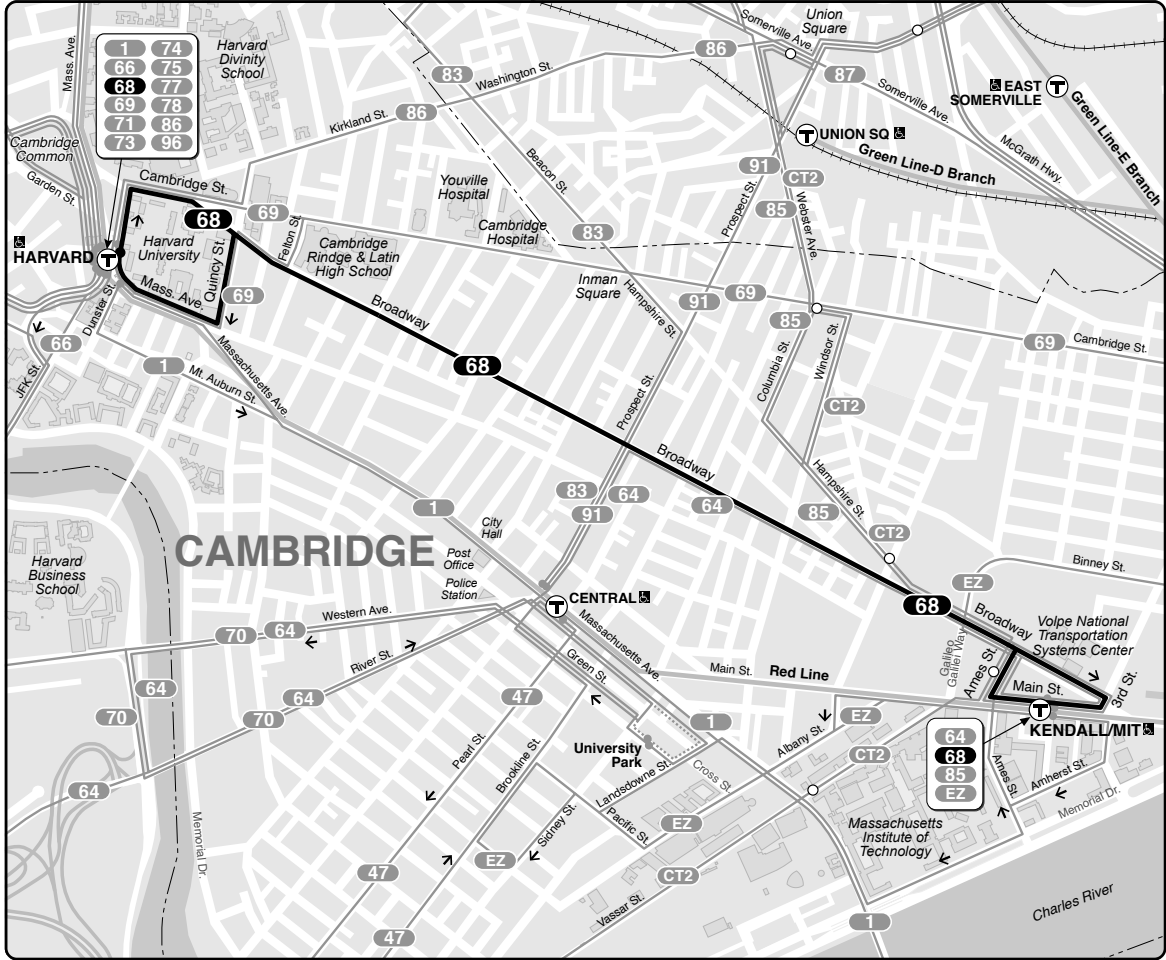 Mass. Ave.
1 74
66 75
68 77
69 78
71 86
73 96
Harvard
Divinity
School
83
Washington St.
86
Somerville Ave.
Union
Square
87
Somerville Ave.
EAST
SOMERVILLE
T
Green Line-E Branch
McGrath Hwy.
T
UNION SQ
Green Line-D Branch
86
Kirkland St.
Cambridge
Common
Garden St.
Cambridge St.
Beacon St.
Youville
Hospital
Cambridge
Hospital
91
CT2
Prospect St.
85
Webster Ave.
68
69
Felton St.
Cambridge
Rindge & Latin
High School
83
HARVARD
T
Harvard
University
Quincy St.
Mass. Ave.
69
Dunster St.
Inman
Square
Hampshire St.
91
69
85
Cambridge St.
69
Broadway
66
JFK St.
1
Mt. Auburn St.
Massachusetts Ave.
68
Columbia St.
Windsor St.
CT2
Prospect St.
Broadway
Hampshire St.
83
64
91
64
85
CT2
1
City
Hall
Post
Office
Police
Station
CAMBRIDGE
Harvard
Business
School
T
CENTRAL
Binney St.
EZ
68
Broadway
Volpe National
Transportation
Systems Center
Galileo
Galilei Way
Ames St.
Main St.
3rd St.
Western Ave.
70
64
River St.
Massachusetts Ave.
Green St.
Main St.
Red Line
64
70
64
70
64
47
1
EZ
Albany St.
CT2
T
KENDALL/MIT
64
68
85
EZ
University
Park
Pearl St.
Brookline St.
Landsdowne St.
Cross St.
Ames St.
Amherst St.
Memorial Dr.
Sidney St.
Pacific St.
EZ
EZ
Massachusetts
Institute of
Technology
Memorial Dr.
47
CT2
Vassar St.
47
1
Charles River